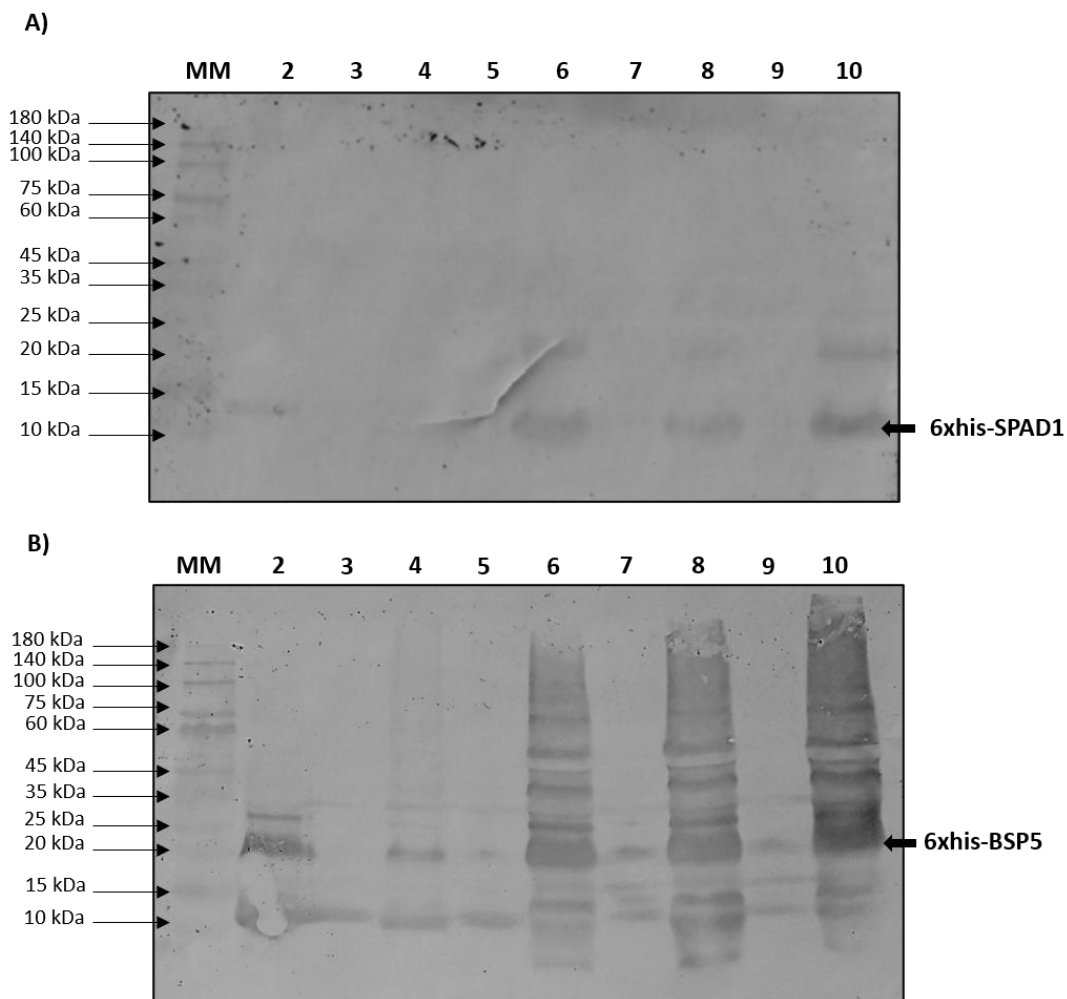 A)
MM 2 3 4 5 6 7 8 9 10
180 kDa
140 kDa
100 kDa
75 kDa
60 kDa
45 kDa
35 kDa
25 kDa
20 kDa
15 kDa
10 kDa
6xhis-SPAD1
B)
MM 2 3 4 5 6 7 8 9 10
180 kDa
140 kDa
100 kDa
75 kDa
60 kDa
45 kDa
35 kDa
25 kDa
20 kDa
15 kDa
10 kDa
6xhis-BSP5